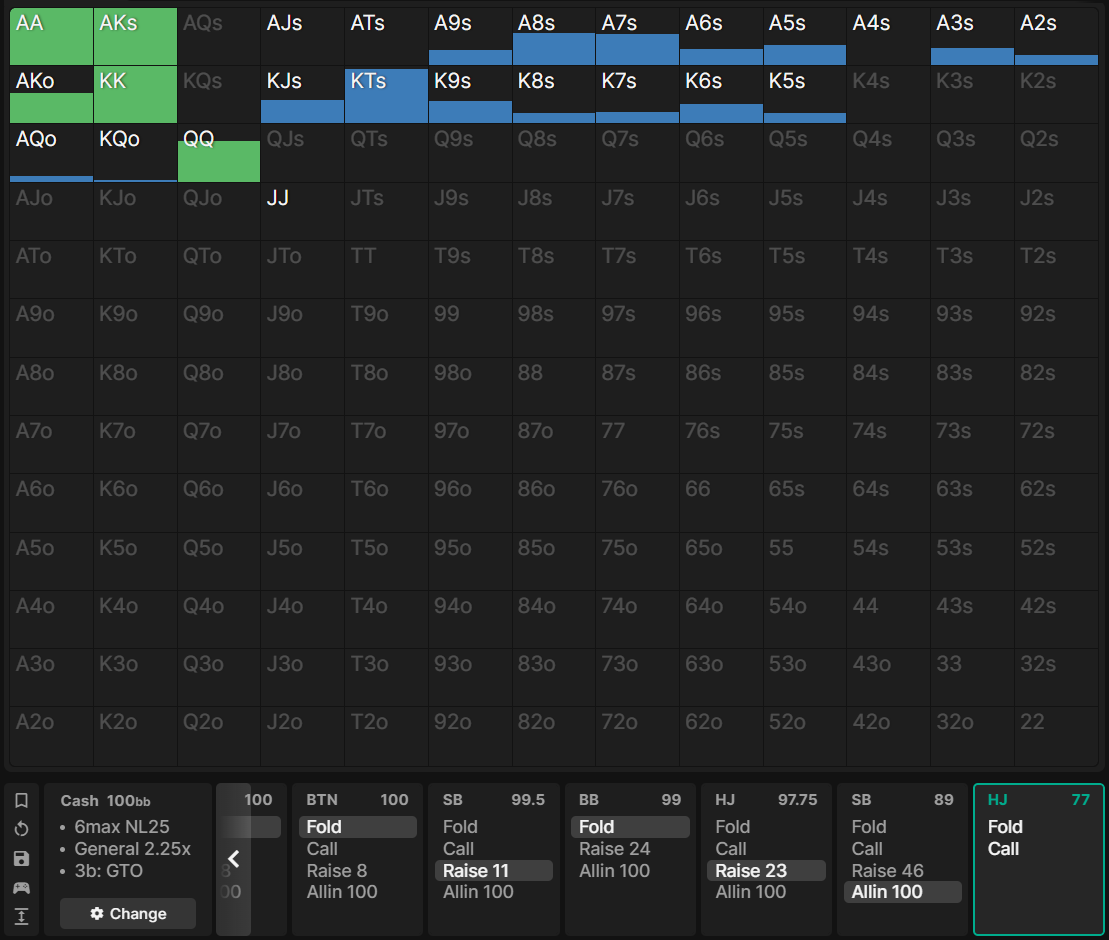 AA AKs AQs AJs ATs A9s A8s A7s A6s A5s A4s A3s A2s
AKo KK KQs KJs KTs K9s K8s K7s K6s K5s K4s K3s K2s
AQo KQo QQ QJs QTs Q9s Q8s Q7s Q6s Q5s Q4s Q3s Q2s
AJo KJo QJo JJ JTs J9s J8s J7s J6s J5s J4s J3s J2s
ATo KTo QTo JTo TT T9s T8s T7s T6s T5s T4s T3s T2s
A9o K9o Q9o J9o T9o 99 98s 97s 96s 95s 94s 93s 92s
A8o K8o Q8o J8o T8o 98o 88 87s 86s 85s 84s 83s 82s
A7o K7o Q7o J7o T7o 97o 87o 77 76s 75s 74s 73s 72s
A6o K6o Q6o J6o T6o 96o 86o 76o 66 65s 64s 63s 62s
A5o K5o Q5o J5o T5o 95o 85o 75o 65o 55 54s 53s 52s
A4o K4o Q4o J4o T4o 94o 84o 74o 64o 54o 44 43s 42s
A3o K3o Q3o J3o T3o 93o 83o 73o 63o 53o 43o 33 32s
A2o K2o Q2o J2o T2o 92o 82o 72o 62o 52o 42o 32o 22
Cash 100bb
• 6max NL25
• General 2.25x
• 3b: GTO
Change
100
8
00
BTN 100
Fold
Call
Raise 8
Allin 100
SB 99.5
Fold
Call
Raise 11
Allin 100
BB 99
Fold
Raise 24
Allin 100
HJ 97.75
Fold
Call
Raise 23
Allin 100
SB 89
Fold
Call
Raise 46
Allin 100
HJ 77
Fold
Call